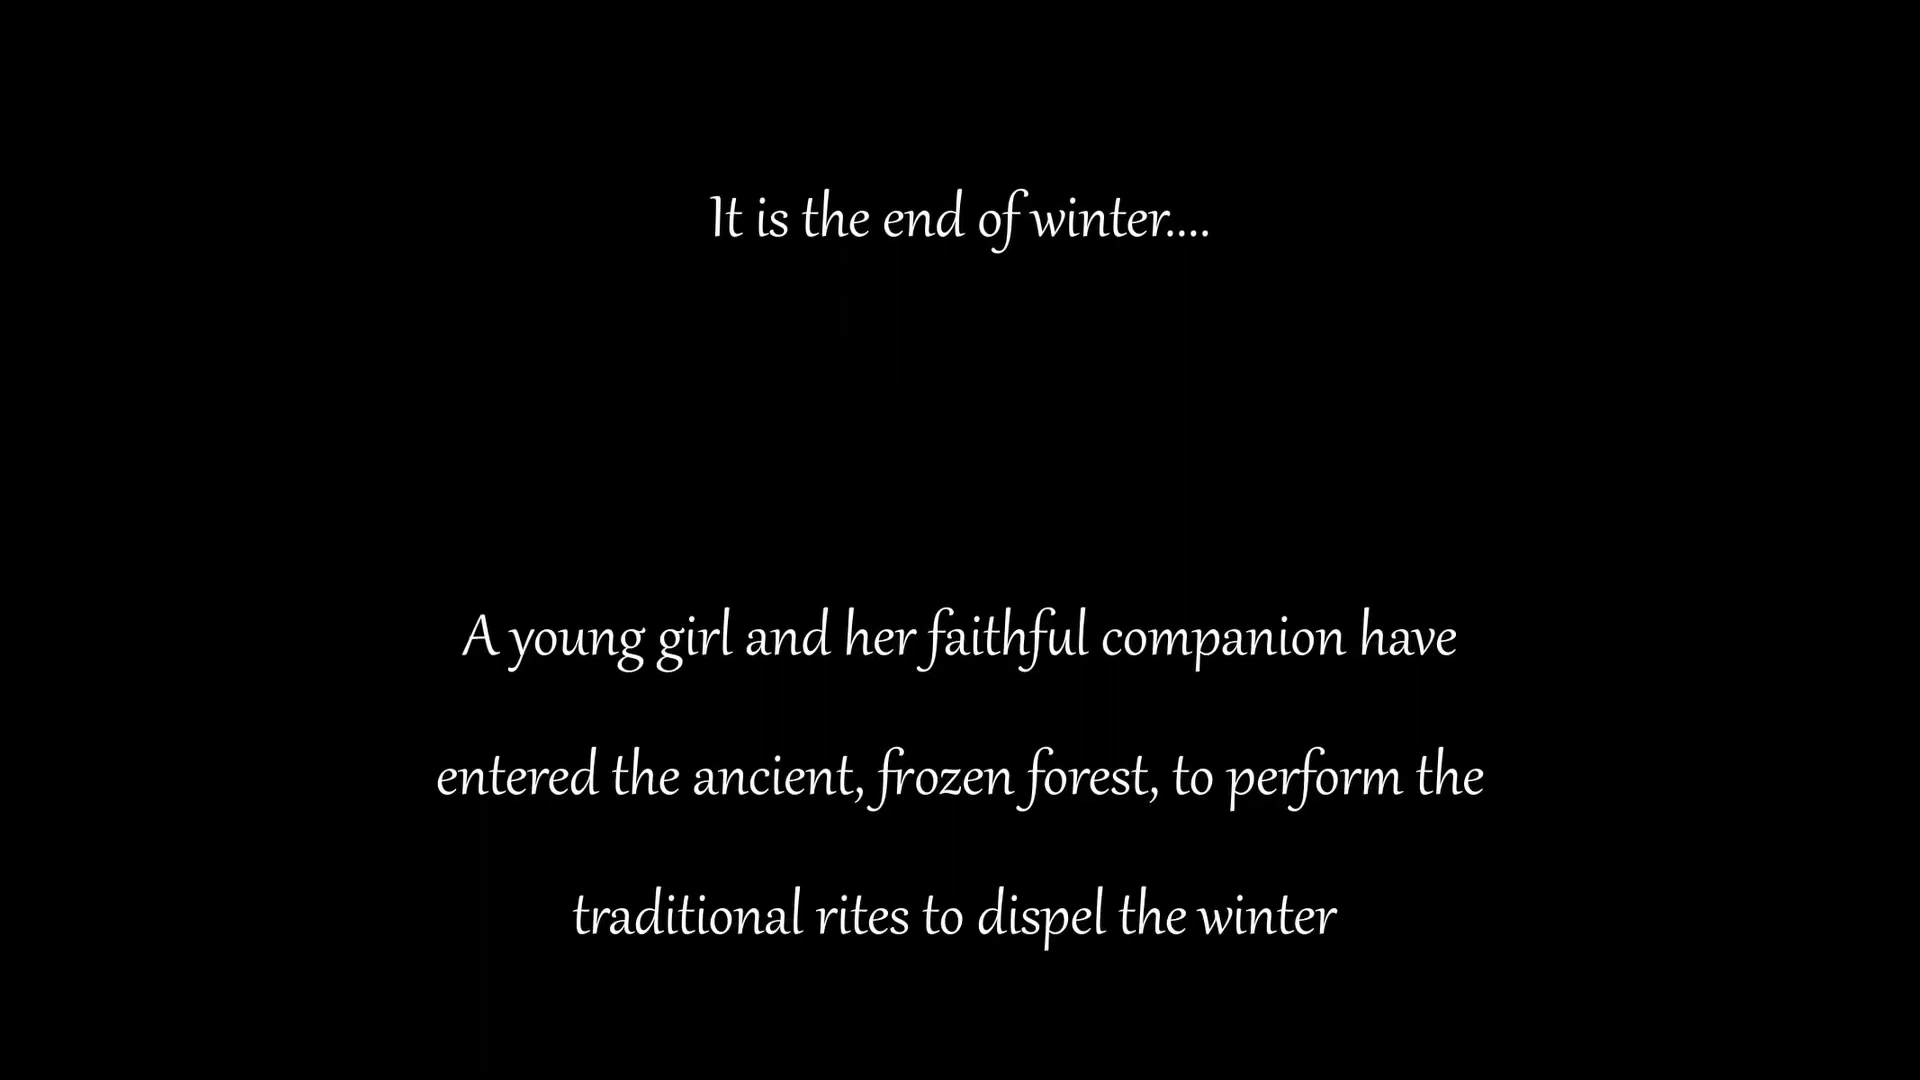 It is the end of winter....
A young girl and her faithful companion have
entered the ancient, frozen forest, to perform the
traditional rites to dispel the winter